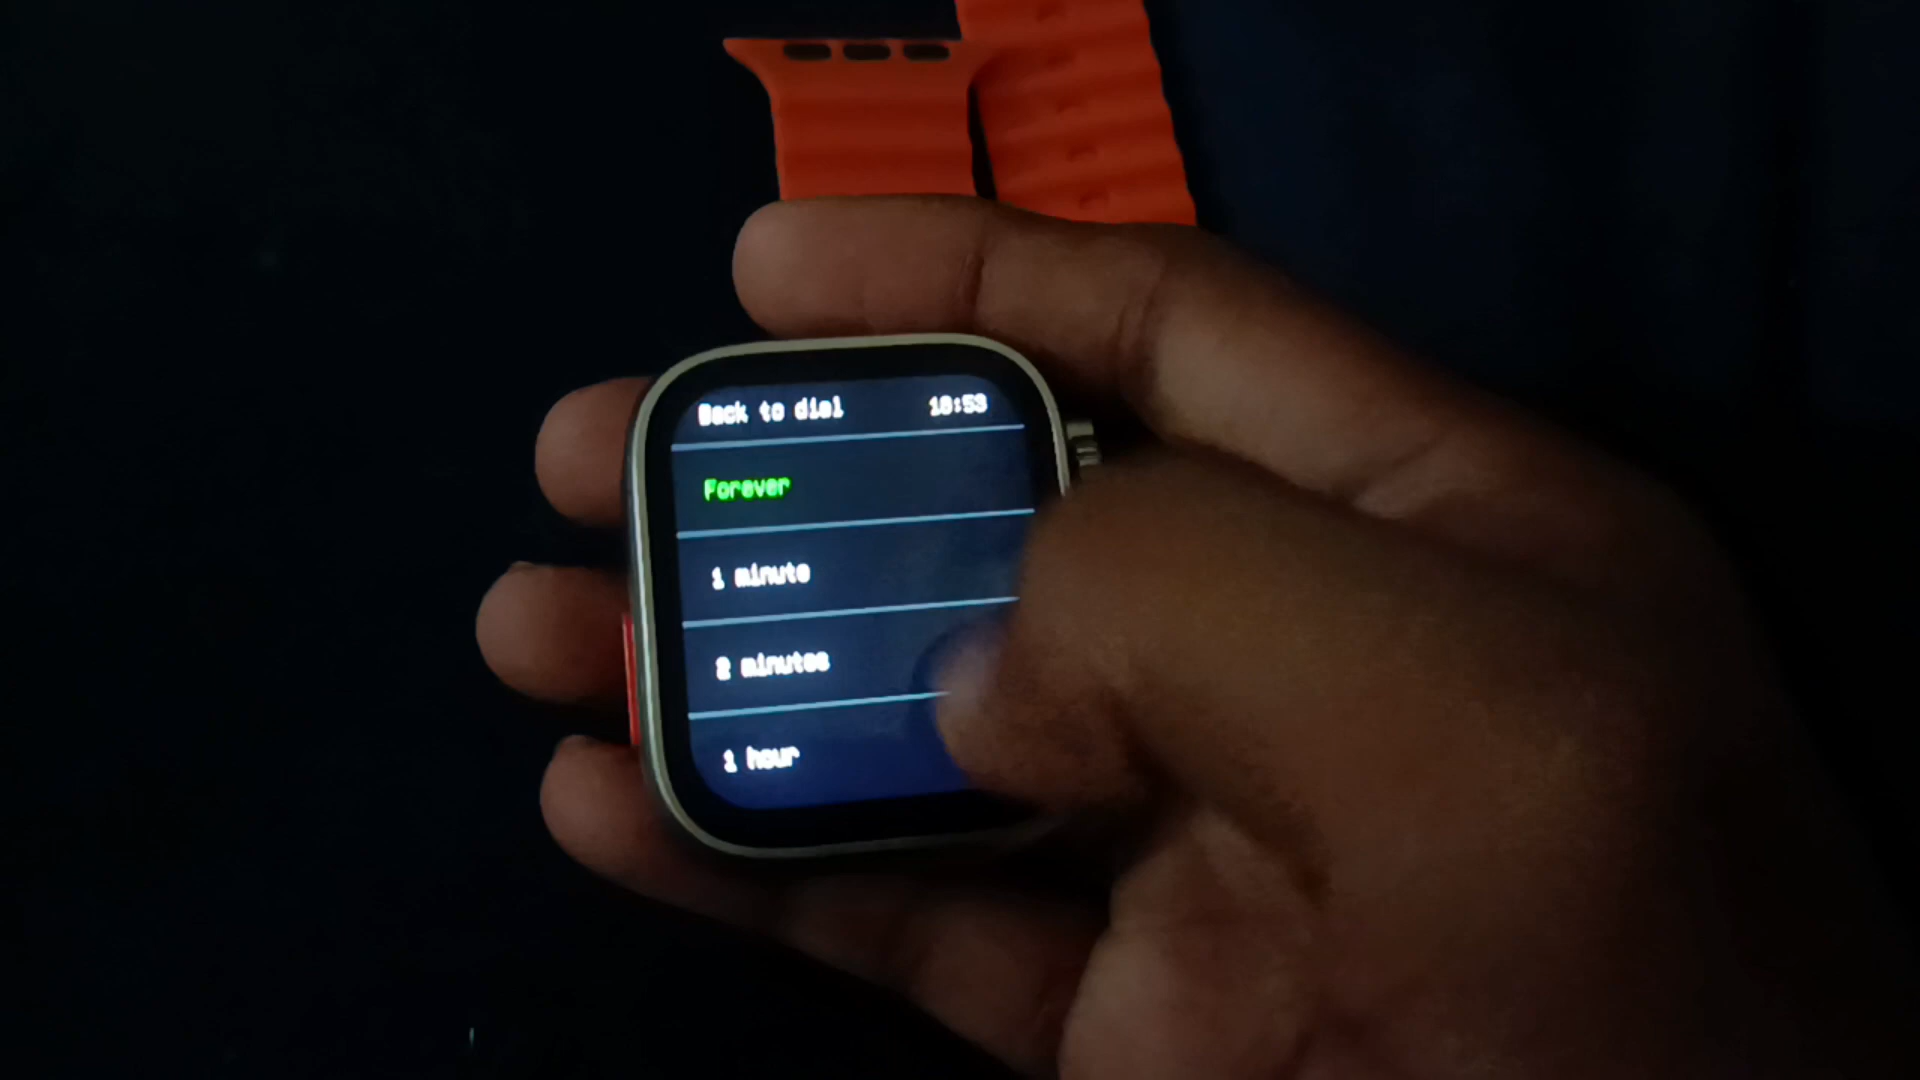 Back to dial 18:53
Forever
1 minute
2 minutes
1 hour